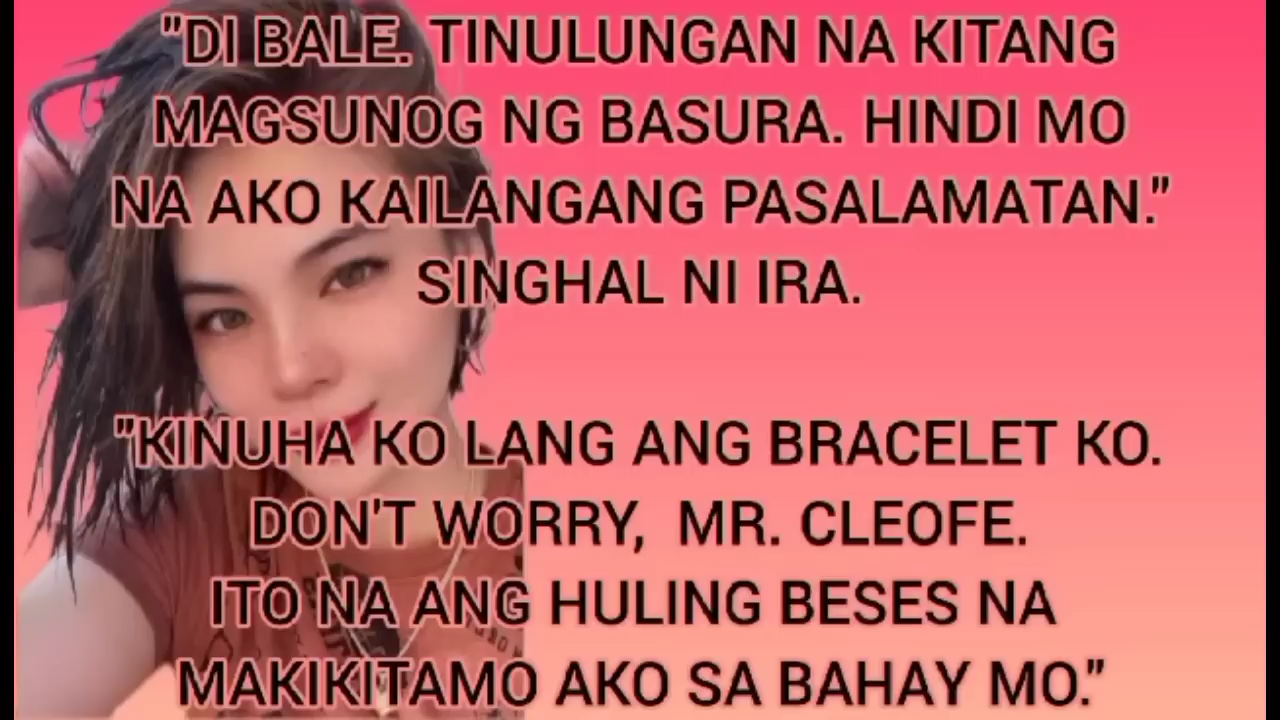 "DI BALE. TINULUNGAN NA KITANG
MAGSUNOG NG BASURA. HINDI MO
NA AKO KAILANGANG PASALAMATAN."
SINGHAL NI IRA.
"KINUHA KO LANG ANG BRACELET KO.
DON'T WORRY, MR. CLEOFE.
ITO NA ANG HULING BESES NA
MAKIKITAMO AKO SA BAHAY MO."